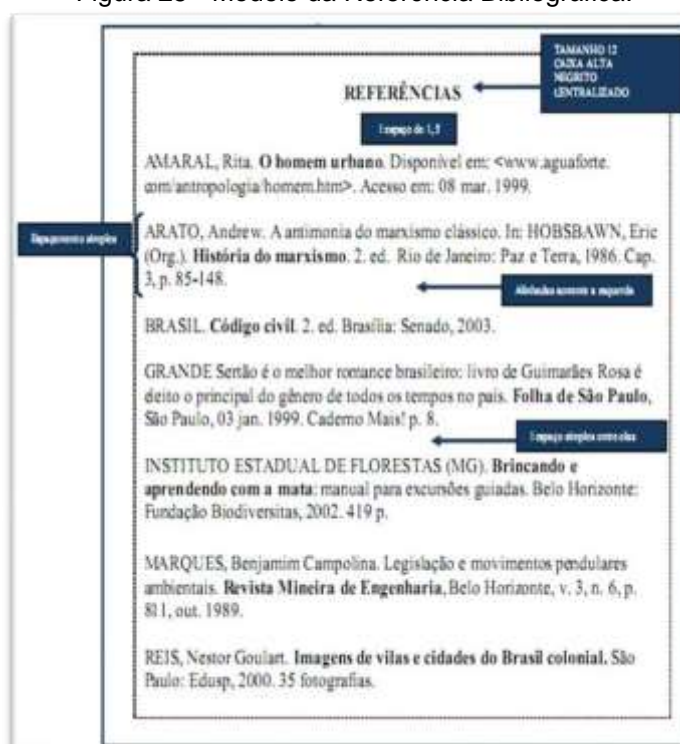 REFERÊNCIAS
TAMANHO 12
CAIXA ALTA
NEGRITO
CENTRALIZADO
1 espaço de 1,5
AMARAL, Rita. O homem urbano. Disponível em: <www.aguaforte.
com/antropologia/homem.htm>. Acesso em: 08 mar. 1999.
Espaçamento simples
ARATO, Andrew. A antimonia do marxismo clássico. In: HOBSBAWN, Eric
(Org.). História do marxismo. 2. ed. Rio de Janeiro: Paz e Terra, 1986. Cap.
3, p. 85-148.
Alinhadas somente a esquerda
BRASIL. Código civil. 2. ed. Brasília: Senado, 2003.
GRANDE Sertão é o melhor romance brasileiro: livro de Guimarães Rosa é
deito o principal do gênero de todos os tempos no país. Folha de São Paulo,
São Paulo, 03 jan. 1999. Caderno Mais! p. 8.
1 espaço simples entre elas
INSTITUTO ESTADUAL DE FLORESTAS (MG). Brincando e
aprendendo com a mata: manual para excursões guiadas. Belo Horizonte:
Fundação Biodiversitas, 2002. 419 p.
MARQUES, Benjamim Campolina. Legislação e movimentos pendulares
ambientais. Revista Mineira de Engenharia, Belo Horizonte, v. 3, n. 6, p.
811, out. 1989.
REIS, Nestor Goulart. Imagens de vilas e cidades do Brasil colonial. São
Paulo: Edusp, 2000. 35 fotografias.